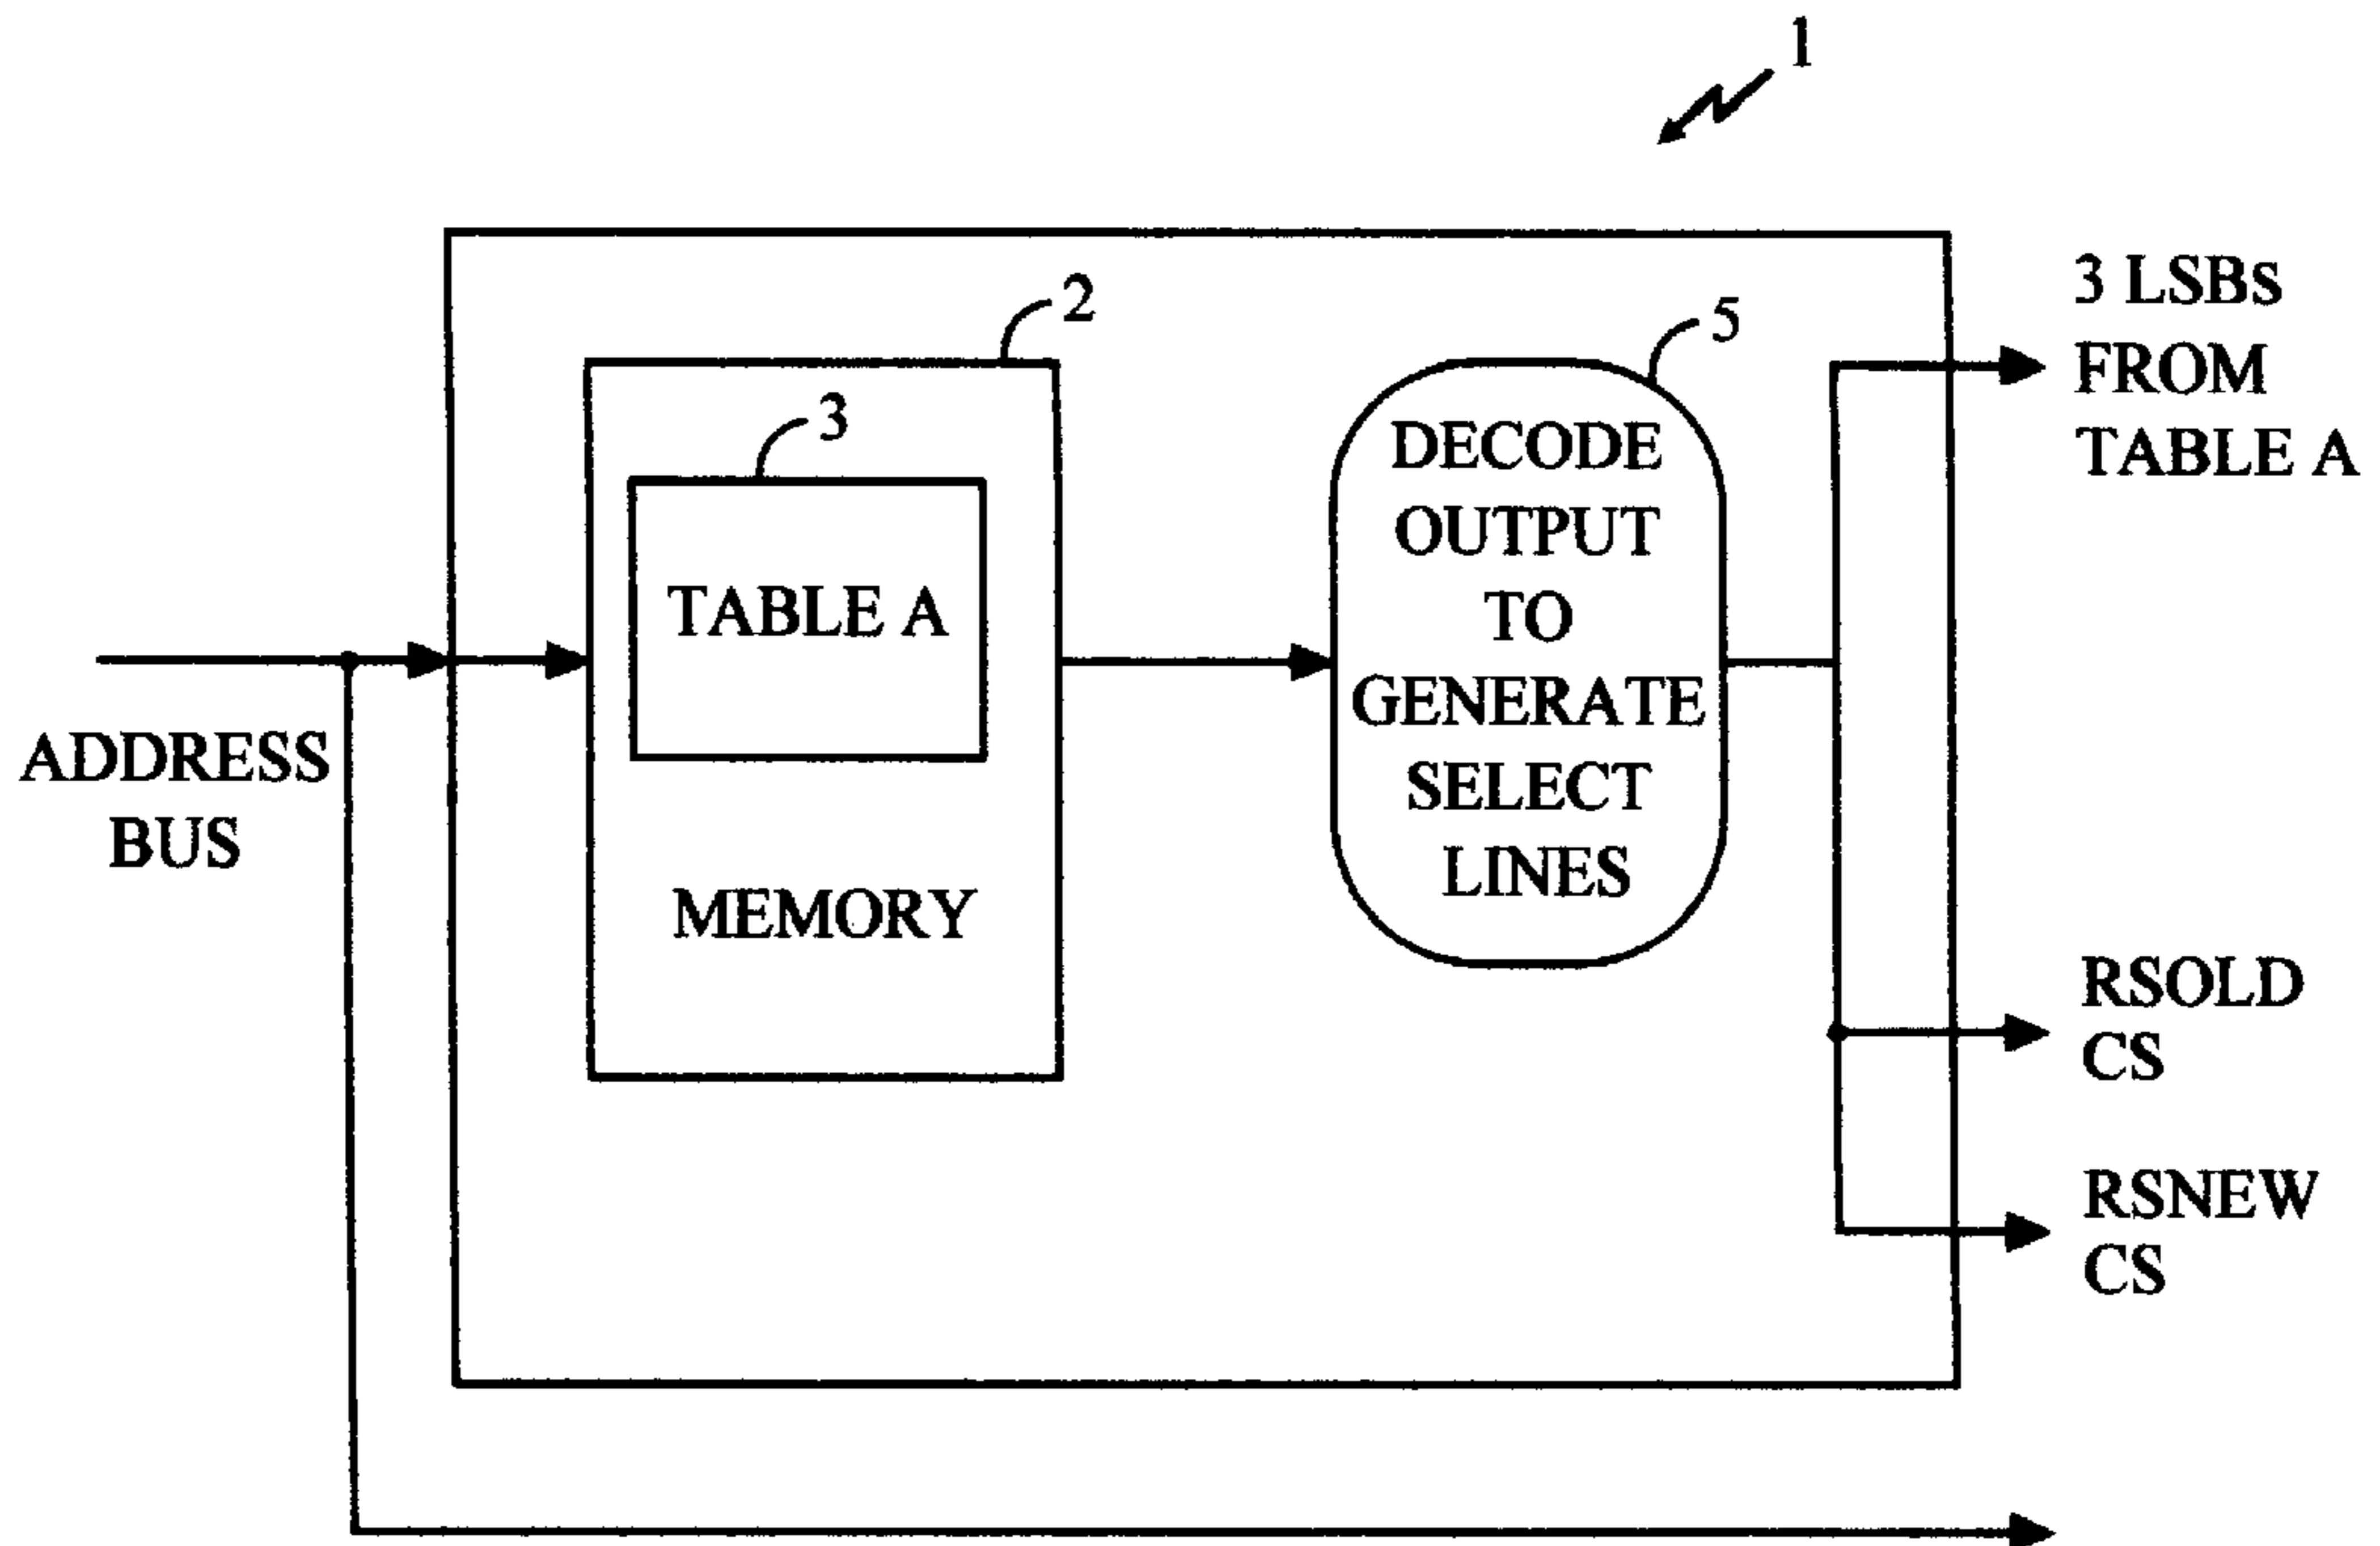 1
2
3
5
TABLE A
MEMORY
DECODE
OUTPUT
TO
GENERATE
SELECT
LINES
ADDRESS
BUS
3 LSBs
FROM
TABLE A
RSOLD
CS
RSNEW
CS